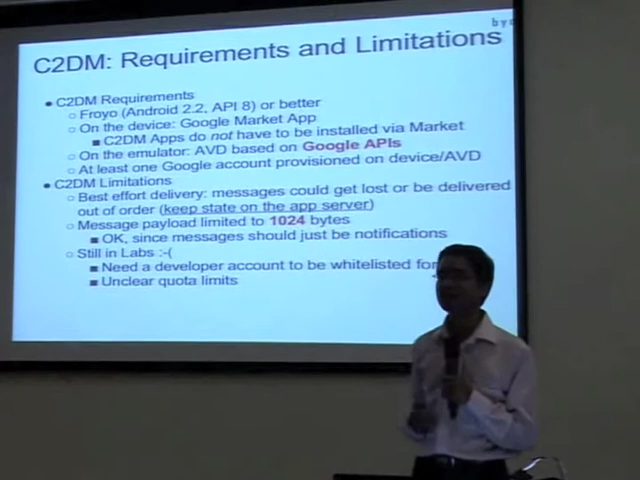 C2DM: Requirements and Limitations
● C2DM Requirements
○ Froyo (Android 2.2, API 8) or better
○ On the device: Google Market App
■ C2DM Apps do not have to be installed via Market
○ On the emulator: AVD based on Google APIs
○ At least one Google account provisioned on device/AVD
● C2DM Limitations
○ Best effort delivery: messages could get lost or be delivered
out of order (keep state on the app server)
○ Message payload limited to 1024 bytes
■ OK, since messages should just be notifications
○ Still in Labs :-(
■ Need a developer account to be whitelisted for
■ Unclear quota limits